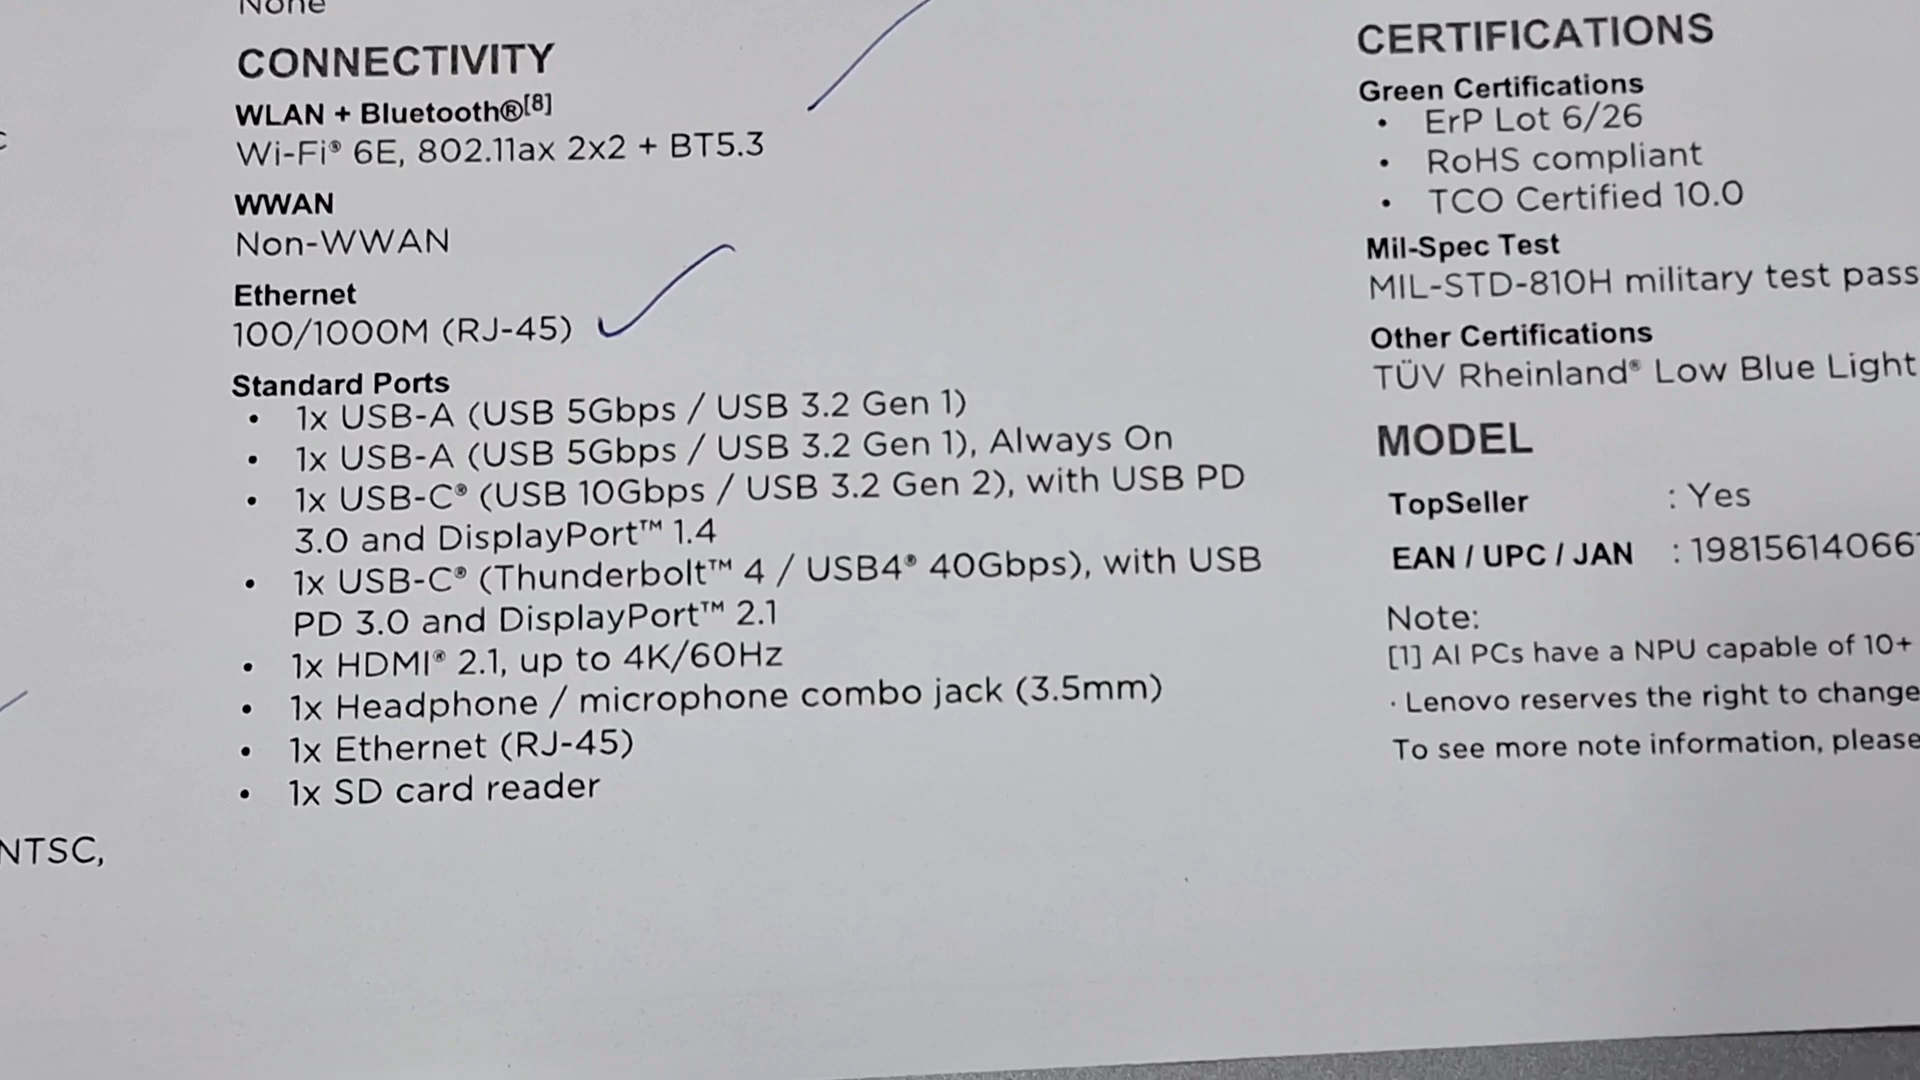 None
CONNECTIVITY
WLAN + Bluetooth®[8]
Wi-Fi® 6E, 802.11ax 2x2 + BT5.3
WWAN
Non-WWAN
Ethernet
100/1000M (RJ-45)
Standard Ports
• 1x USB-A (USB 5Gbps / USB 3.2 Gen 1)
• 1x USB-A (USB 5Gbps / USB 3.2 Gen 1), Always On
• 1x USB-C® (USB 10Gbps / USB 3.2 Gen 2), with USB PD
3.0 and DisplayPort™ 1.4
• 1x USB-C® (Thunderbolt™ 4 / USB4® 40Gbps), with USB
PD 3.0 and DisplayPort™ 2.1
• 1x HDMI® 2.1, up to 4K/60Hz
• 1x Headphone / microphone combo jack (3.5mm)
• 1x Ethernet (RJ-45)
• 1x SD card reader
NTSC,
CERTIFICATIONS
Green Certifications
• ErP Lot 6/26
• RoHS compliant
• TCO Certified 10.0
Mil-Spec Test
MIL-STD-810H military test pass
Other Certifications
TÜV Rheinland® Low Blue Light
MODEL
TopSeller : Yes
EAN / UPC / JAN : 19815614066
Note:
[1] AI PCs have a NPU capable of 10+
· Lenovo reserves the right to change
To see more note information, please